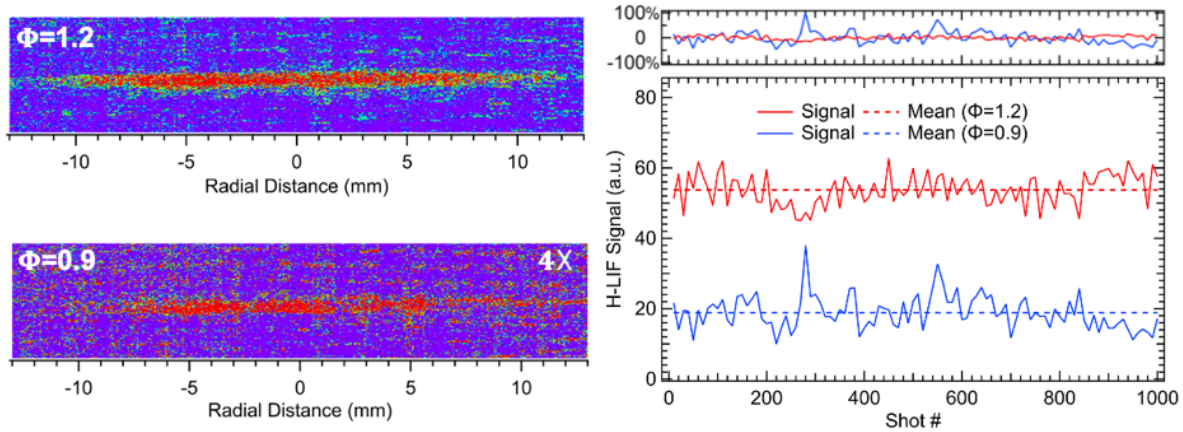 Φ=1.2
-10 -5 0 5 10
Radial Distance (mm)
Φ=0.9 4X
-10 -5 0 5 10
Radial Distance (mm)
100%
0
-100%
80
60
40
20
0
H-LIF Signal (a.u.)
Signal Mean (Φ=1.2)
Signal Mean (Φ=0.9)
0 200 400 600 800 1000
Shot #